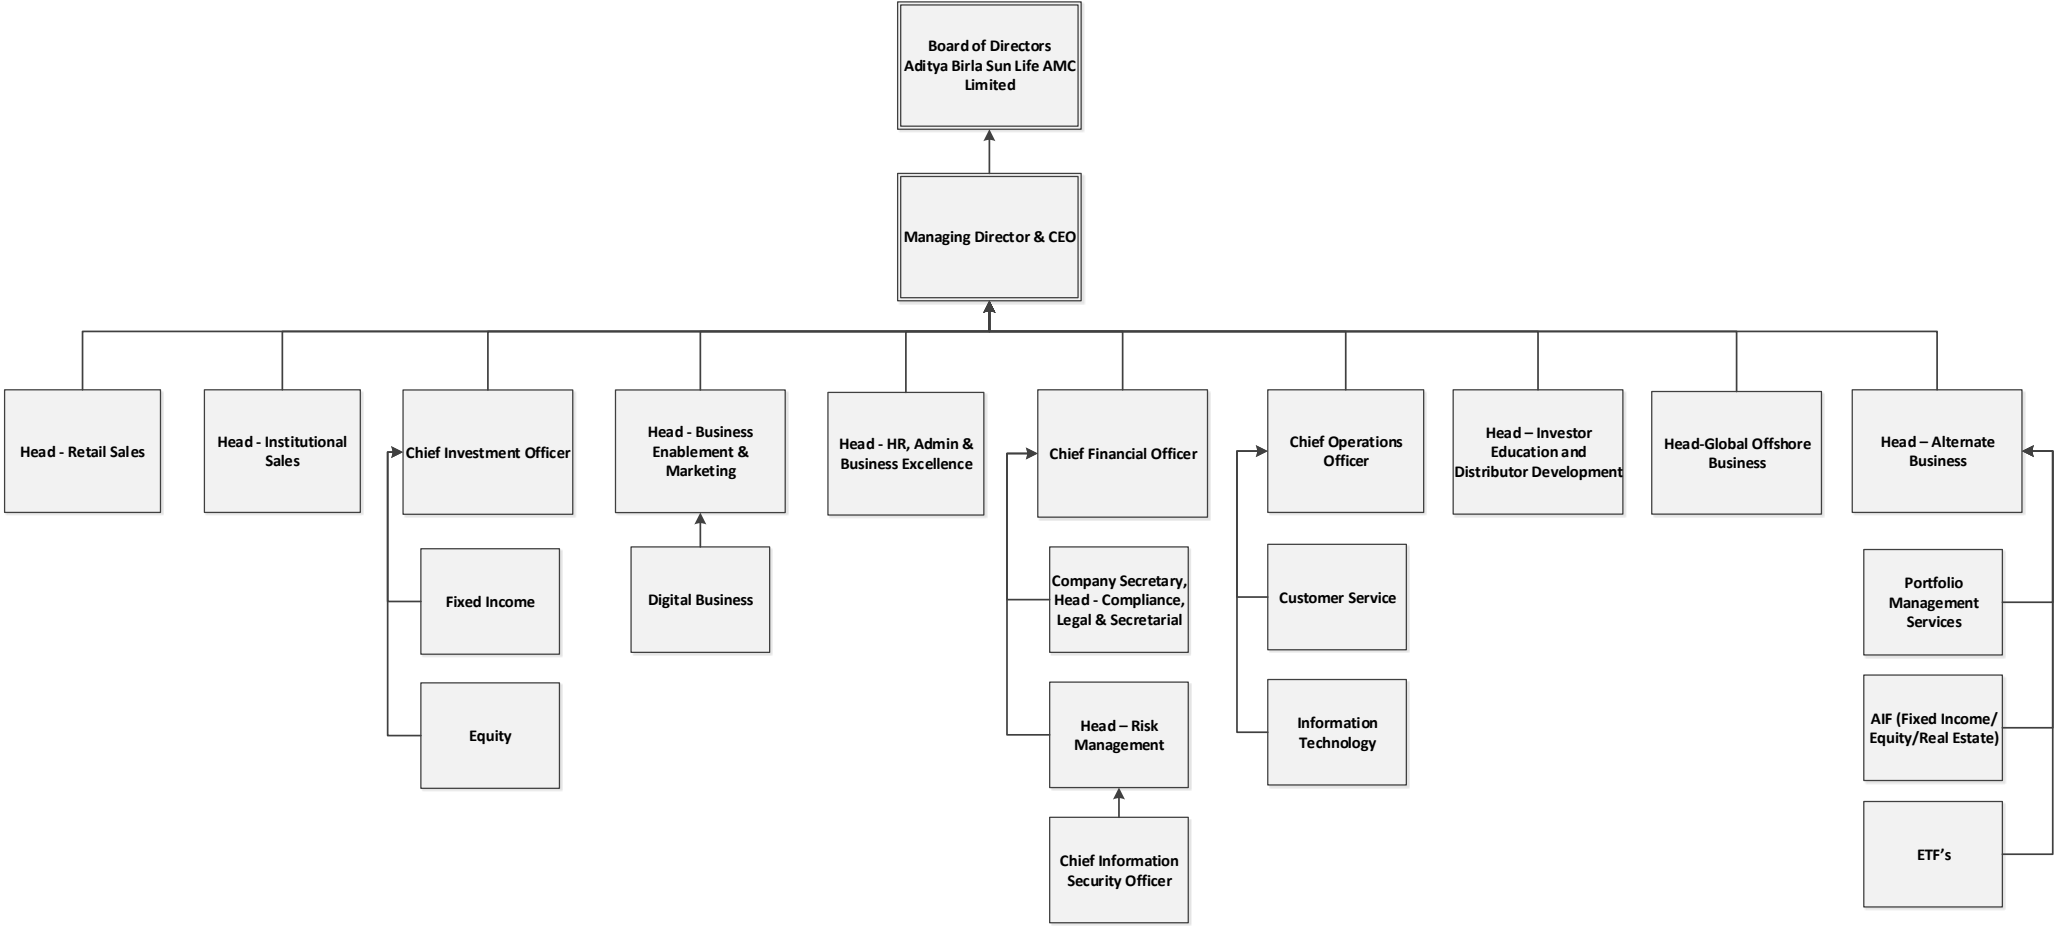 Board of Directors
Aditya Birla Sun Life AMC
Limited
Managing Director & CEO
Head - Retail Sales
Head - Institutional
Sales
Chief Investment Officer
Head - Business
Enablement &
Marketing
Head - HR, Admin &
Business Excellence
Chief Financial Officer
Chief Operations
Officer
Head – Investor
Education and
Distributor Development
Head-Global Offshore
Business
Head – Alternate
Business
Fixed Income
Digital Business
Company Secretary,
Head - Compliance,
Legal & Secretarial
Customer Service
Portfolio
Management
Services
Equity
Head – Risk
Management
Information
Technology
AIF (Fixed Income/
Equity/Real Estate)
Chief Information
Security Officer
ETF’s